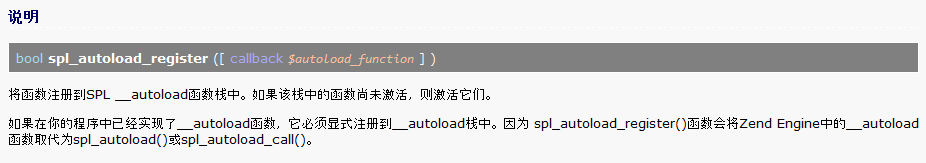 说明
bool spl_autoload_register ([ callback $autoload_function ] )
将函数注册到SPL __autoload函数栈中。如果该栈中的函数尚未激活，则激活它们。
如果在你的程序中已经实现了__autoload函数，它必须显式注册到__autoload栈中。因为 spl_autoload_register()函数会将Zend Engine中的__autoload
函数取代为spl_autoload()或spl_autoload_call()。